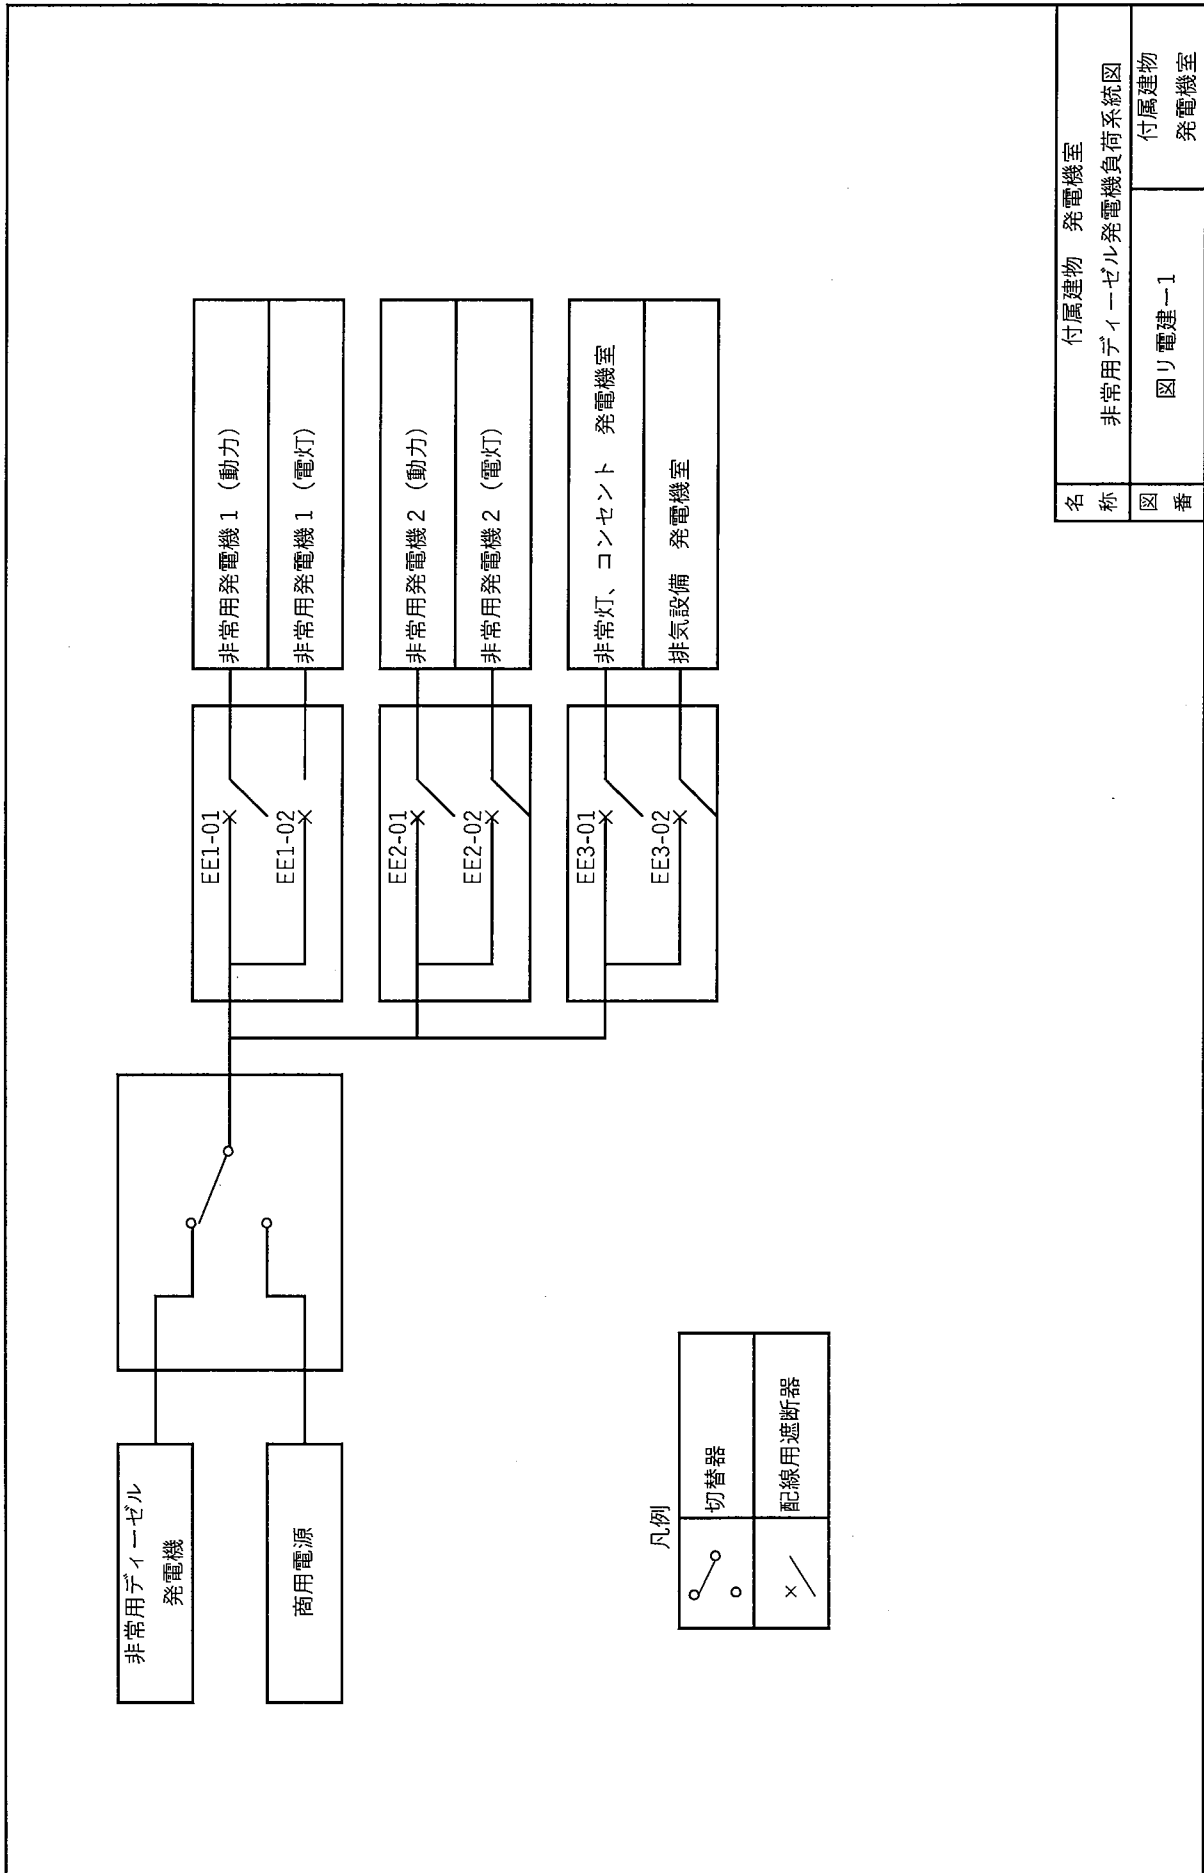 非常用ディーゼル
発電機
商用電源
EE1-01
EE1-02
EE2-01
EE2-02
EE3-01
EE3-02
非常用発電機1（動力）
非常用発電機1（電灯）
非常用発電機2（動力）
非常用発電機2（電灯）
非常灯、コンセント　発電機室
排気設備　発電機室
凡例
切替器
配線用遮断器
名称
付属建物　発電機室
非常用ディーゼル発電機負荷系統図
図番
図リ電建ー1
付属建物
発電機室